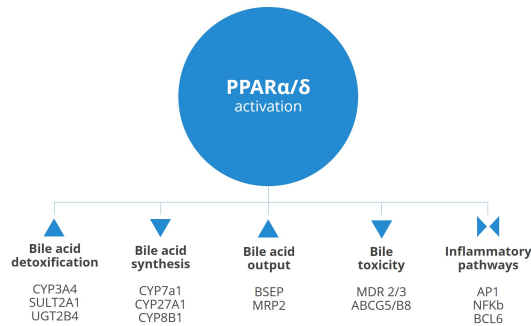 PPARα/δ
activation
Bile acid
detoxification
CYP3A4
SULT2A1
UGT2B4
Bile acid
synthesis
CYP7a1
CYP27A1
CYP8B1
Bile acid
output
BSEP
MRP2
Bile
toxicity
MDR 2/3
ABCG5/B8
Inflammatory
pathways
AP1
NFKb
BCL6